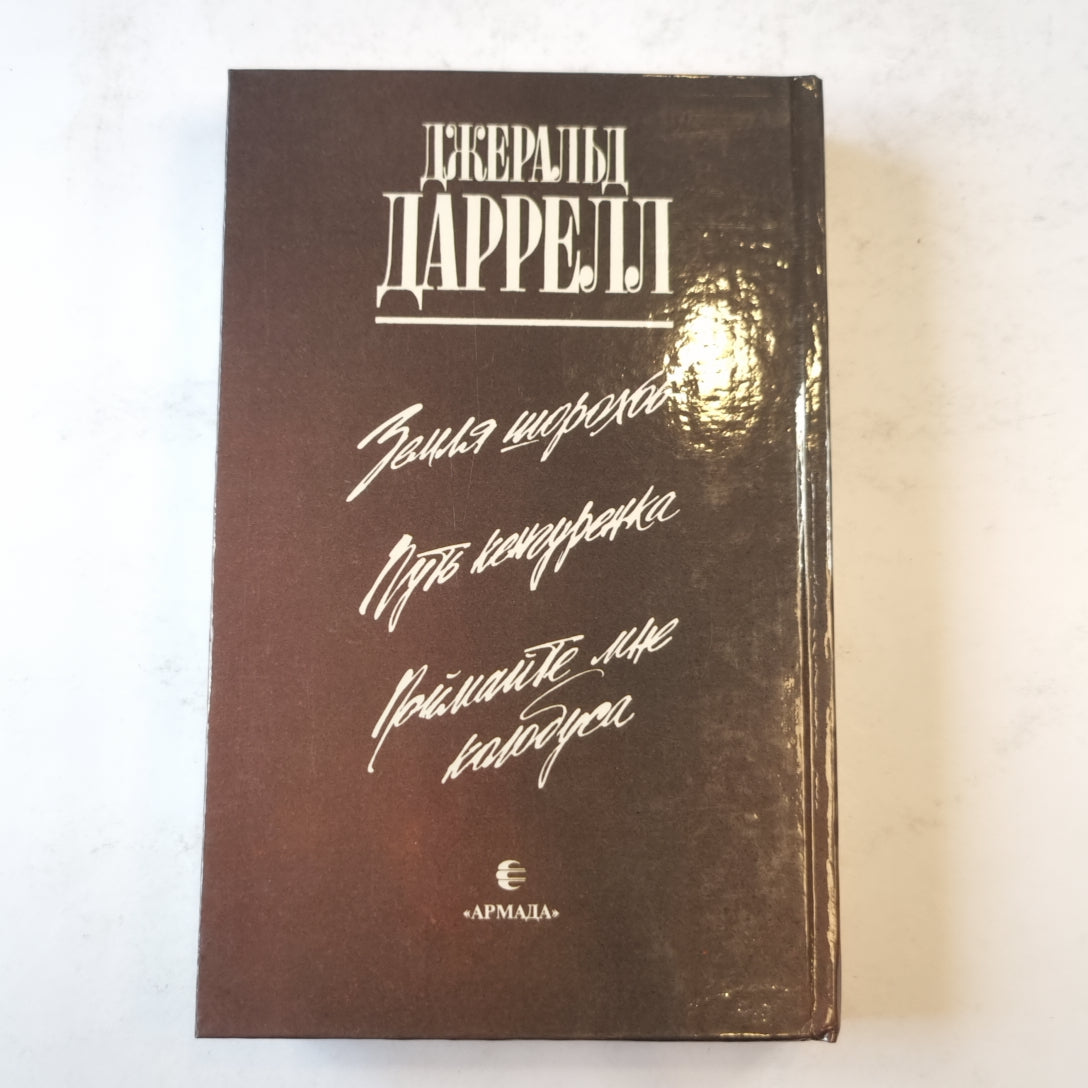 ДЖЕРАЛЬД
ДАРРЕЛЛ
Земля шорохов
Путь кенгуренка
Поймайте мне
колобуса
«АРМАДА»